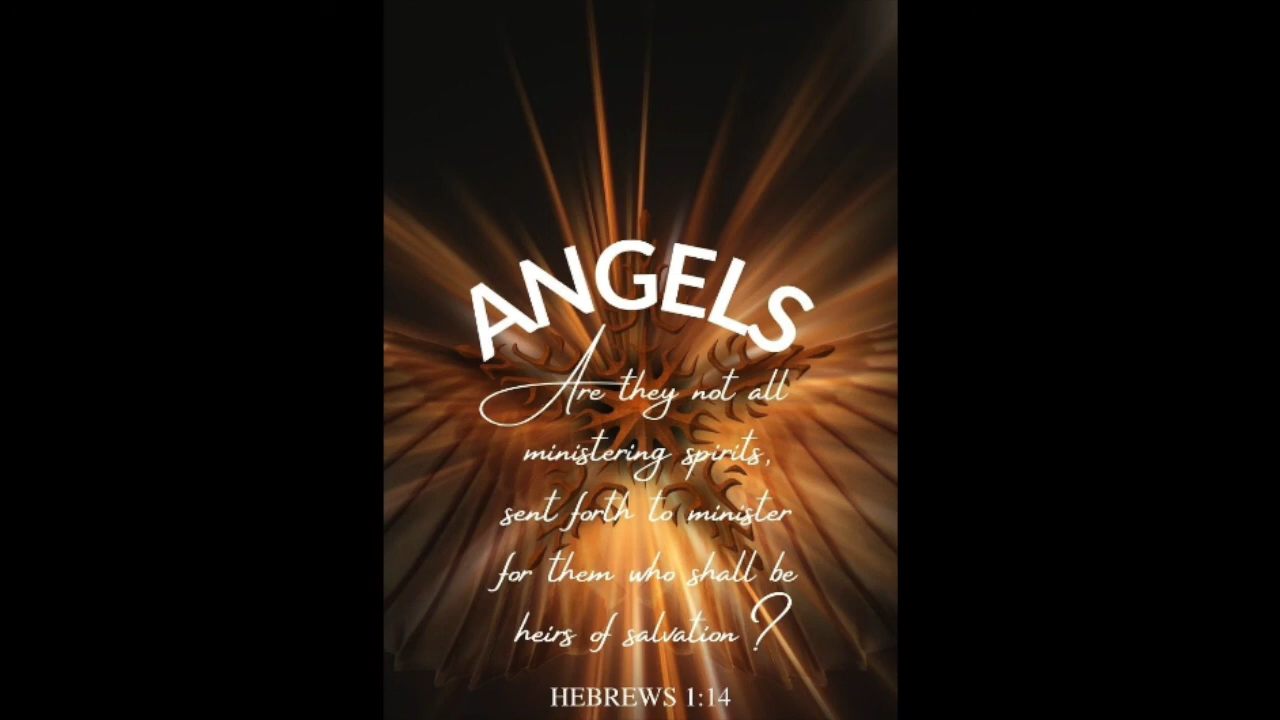 ANGELS
Are they not all
ministering spirits,
sent forth to minister
for them who shall be
heirs of salvation?
HEBREWS 1:14